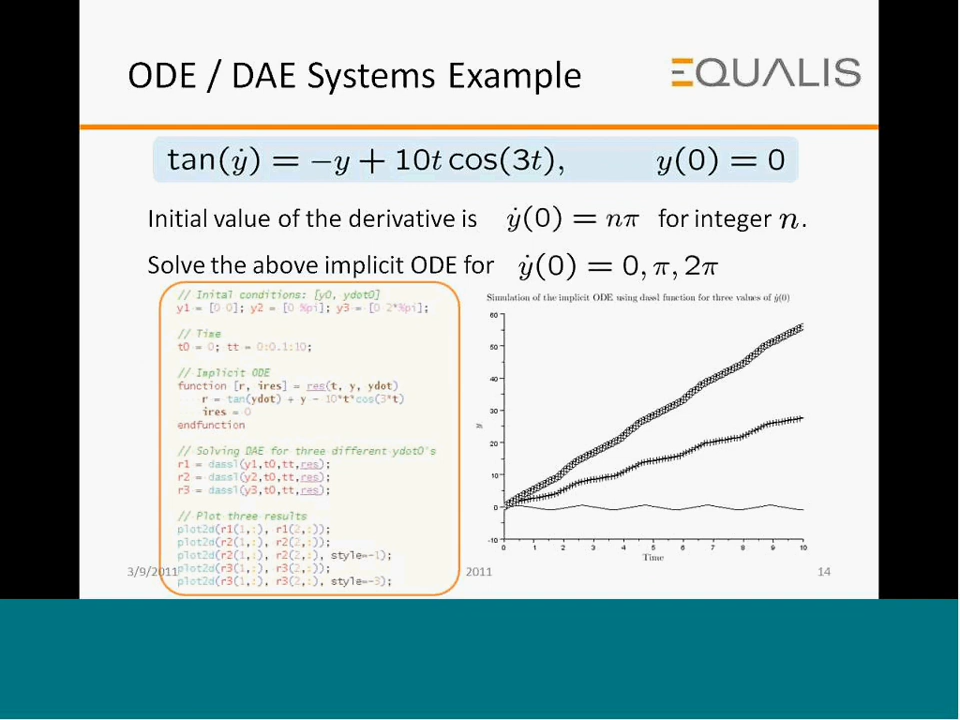 ODE / DAE Systems Example
EQUALIS
tan(ẏ) = −y + 10t cos(3t), y(0) = 0
Initial value of the derivative is ẏ(0) = nπ for integer n.
Solve the above implicit ODE for ẏ(0) = 0, π, 2π
// Inital conditions: [y0, ydot0]
y1 = [0 0]; y2 = [0 %pi]; y3 = [0 2*%pi];
// Time
t0 = 0; tt = 0:0.1:10;
// Implicit ODE
function [r, ires] = res(t, y, ydot)
r = tan(ydot) + y - 10*t*cos(3*t)
ires = 0
endfunction
// Solving DAE for three different ydot0's
r1 = dassl(y1,t0,tt,res);
r2 = dassl(y2,t0,tt,res);
r3 = dassl(y3,t0,tt,res);
// Plot three results
plot2d(r1(1,:), r1(2,:));
plot2d(r2(1,:), r2(2,:));
plot2d(r2(1,:), r2(2,:), style=-1);
plot2d(r3(1,:), r3(2,:));
plot2d(r3(1,:), r3(2,:), style=-3);
Simulation of the implicit ODE using dassl function for three values of ẏ(0)
60
50
40
30
20
10
0
-10
y
0 1 2 3 4 5 6 7 8 9 10
Time
3/9/2011 2011 14